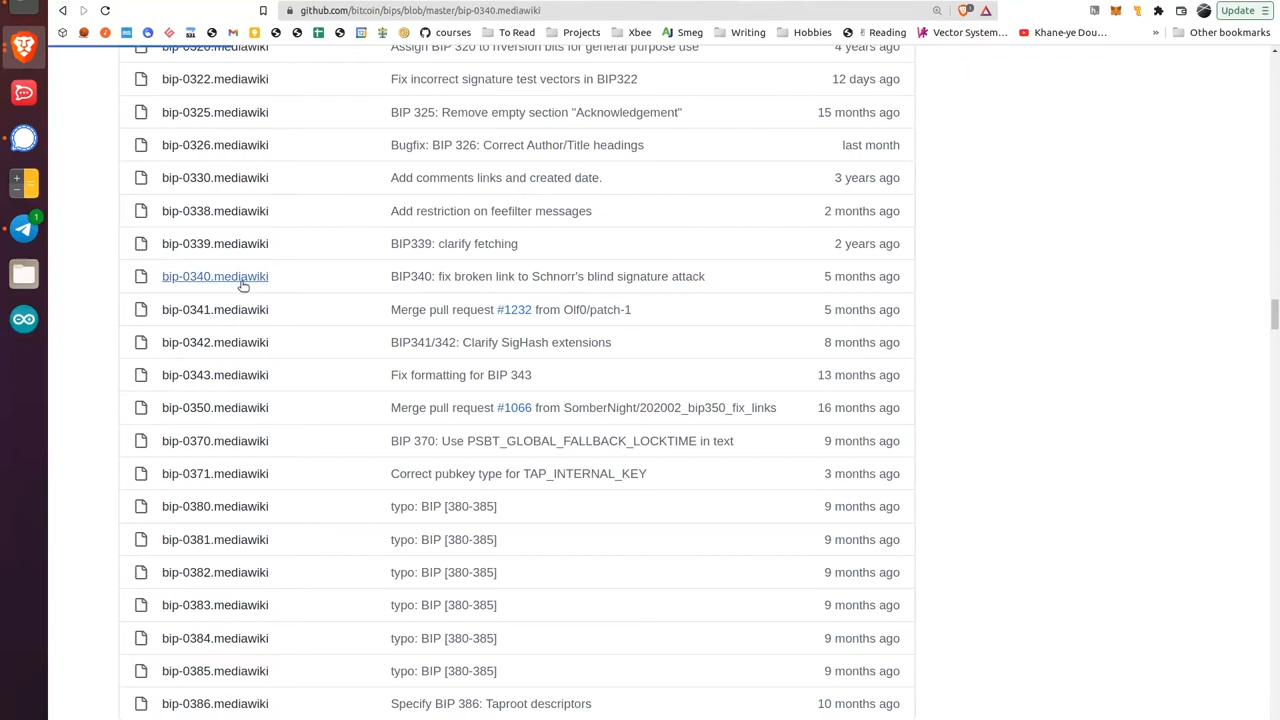 github.com/bitcoin/bips/blob/master/bip-0340.mediawiki
1
Update
courses
To Read
Projects
Xbee
Smeg
Writing
Hobbies
Reading
Vector System...
Khane-ye Dou...
»
Other bookmarks
bip-0320.mediawiki Assign BIP 320 to nVersion bits for general purpose use 4 years ago
bip-0322.mediawiki Fix incorrect signature test vectors in BIP322 12 days ago
bip-0325.mediawiki BIP 325: Remove empty section "Acknowledgement" 15 months ago
bip-0326.mediawiki Bugfix: BIP 326: Correct Author/Title headings last month
bip-0330.mediawiki Add comments links and created date. 3 years ago
bip-0338.mediawiki Add restriction on feefilter messages 2 months ago
bip-0339.mediawiki BIP339: clarify fetching 2 years ago
bip-0340.mediawiki BIP340: fix broken link to Schnorr's blind signature attack 5 months ago
bip-0341.mediawiki Merge pull request #1232 from Olf0/patch-1 5 months ago
bip-0342.mediawiki BIP341/342: Clarify SigHash extensions 8 months ago
bip-0343.mediawiki Fix formatting for BIP 343 13 months ago
bip-0350.mediawiki Merge pull request #1066 from SomberNight/202002_bip350_fix_links 16 months ago
bip-0370.mediawiki BIP 370: Use PSBT_GLOBAL_FALLBACK_LOCKTIME in text 9 months ago
bip-0371.mediawiki Correct pubkey type for TAP_INTERNAL_KEY 3 months ago
bip-0380.mediawiki typo: BIP [380-385] 9 months ago
bip-0381.mediawiki typo: BIP [380-385] 9 months ago
bip-0382.mediawiki typo: BIP [380-385] 9 months ago
bip-0383.mediawiki typo: BIP [380-385] 9 months ago
bip-0384.mediawiki typo: BIP [380-385] 9 months ago
bip-0385.mediawiki typo: BIP [380-385] 9 months ago
bip-0386.mediawiki Specify BIP 386: Taproot descriptors 10 months ago
1